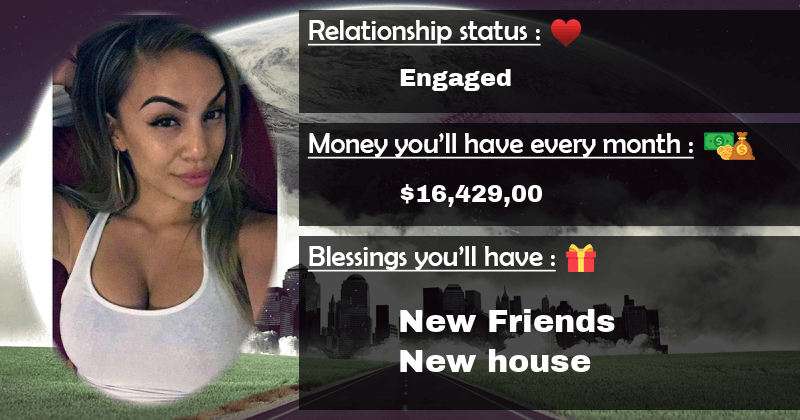 Relationship status :
Engaged
Money you'll have every month :
$16,429,00
Blessings you'll have :
New Friends
New house